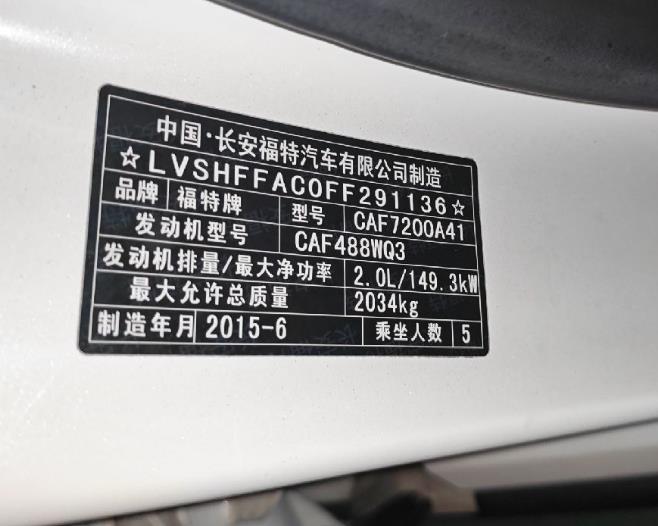 中国·长安福特汽车有限公司制造
☆LVSHFFAC0FF291136☆
品牌 福特牌 型号 CAF7200A41
发动机型号 CAF488WQ3
发动机排量/最大净功率 2.0L/149.3kW
最大允许总质量 2034kg
制造年月 2015-6 乘坐人数 5